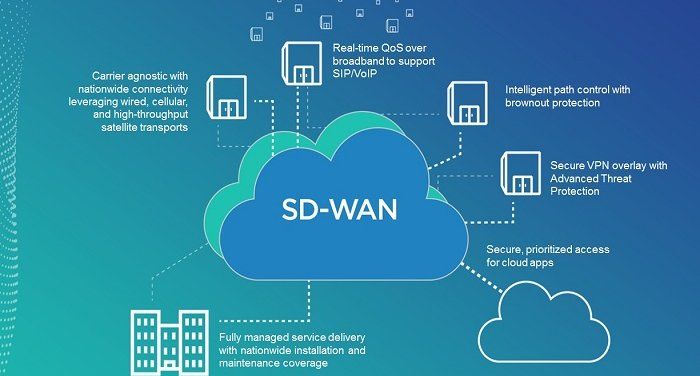 Real-time QoS over
broadband to support
SIP/VoIP
Carrier agnostic with
nationwide connectivity
leveraging wired, cellular,
and high-throughput
satellite transports
Intelligent path control with
brownout protection
Secure VPN overlay with
Advanced Threat
Protection
SD-WAN
Secure, prioritized access
for cloud apps
Fully managed service delivery
with nationwide installation and
maintenance coverage